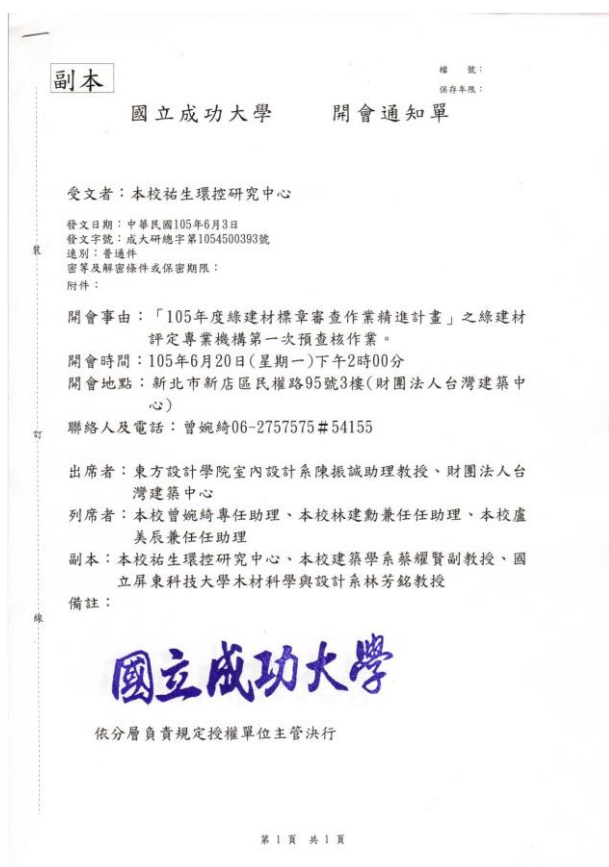 副本
檔　號：
保存年限：
國立成功大學　　開會通知單
受文者：本校祐生環控研究中心
發文日期：中華民國105年6月3日
發文字號：成大研總字第1054500393號
速別：普通件
密等及解密條件或保密期限：
附件：
開會事由：「105年度綠建材標章審查作業精進計畫」之綠建材
評定專業機構第一次預查核作業。
開會時間：105年6月20日(星期一)下午2時00分
開會地點：新北市新店區民權路95號3樓(財團法人台灣建築中
心)
聯絡人及電話：曾婉綺06-2757575＃54155
出席者：東方設計學院室內設計系陳振誠助理教授、財團法人台
灣建築中心
列席者：本校曾婉綺專任助理、本校林建勳兼任助理、本校盧
美辰兼任助理
副本：本校祐生環控研究中心、本校建築學系蔡耀賢副教授、國
立屏東科技大學木材科學與設計系林芳銘教授
備註：
裝
訂
線
國立成功大學
依分層負責規定授權單位主管決行
第1頁 共1頁